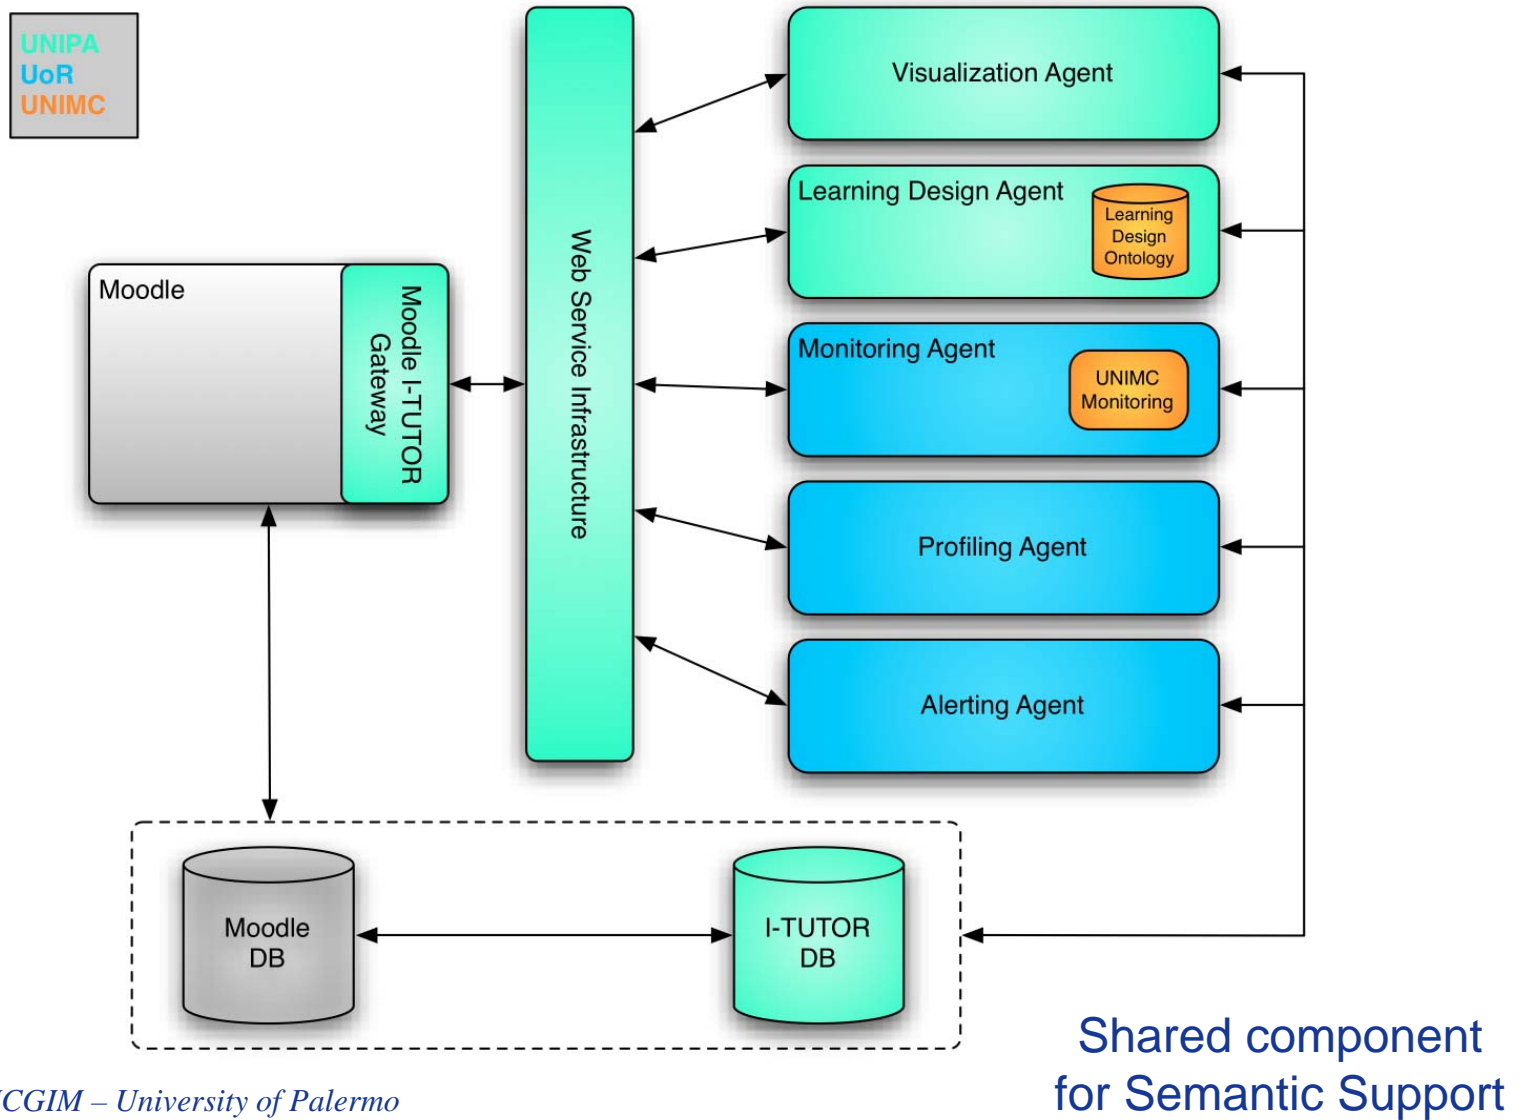 UNIPA
UoR
UNIMC
Visualization Agent
Learning Design Agent
Learning
Design
Ontology
Web Service Infrastructure
Moodle
Moodle I-TUTOR
Gateway
Monitoring Agent
UNIMC
Monitoring
Profiling Agent
Alerting Agent
Moodle
DB
I-TUTOR
DB
Shared component
for Semantic Support
– University of Palermo